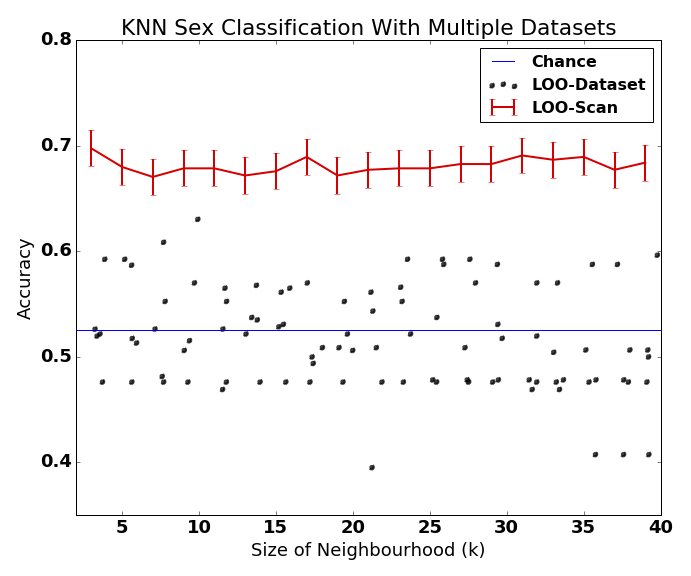 KNN Sex Classification With Multiple Datasets
0.8
0.7
0.6
0.5
0.4
Accuracy
Chance
LOO-Dataset
LOO-Scan
5 10 15 20 25 30 35 40
Size of Neighbourhood (k)